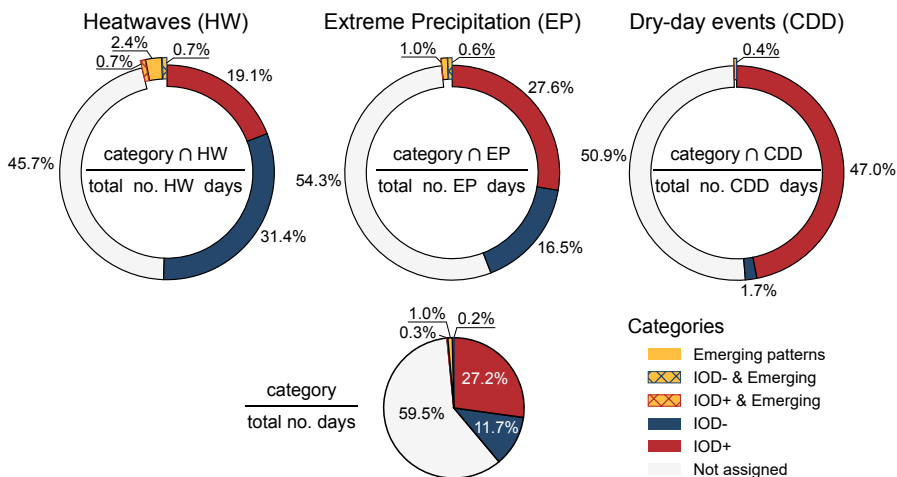 Heatwaves (HW)
Extreme Precipitation (EP)
Dry-day events (CDD)
2.4%
0.7%
0.7%
19.1%
45.7%
31.4%
category ∩ HW
total no. HW days
1.0%
0.6%
27.6%
54.3%
16.5%
category ∩ EP
total no. EP days
0.4%
50.9%
47.0%
1.7%
category ∩ CDD
total no. CDD days
1.0%
0.2%
0.3%
27.2%
59.5%
11.7%
category
total no. days
Categories
Emerging patterns
IOD- & Emerging
IOD+ & Emerging
IOD-
IOD+
Not assigned